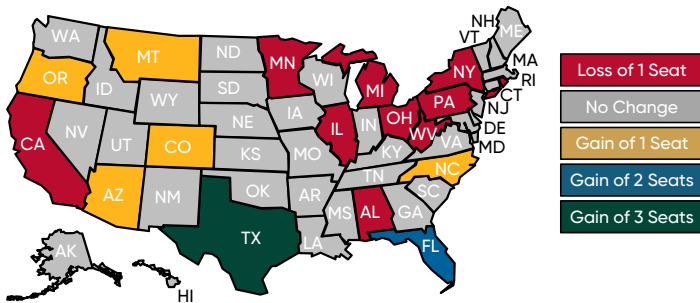 WA
MT
ND
MN
OR
ID
SD
WI
MI
WY
NE
IA
NV
UT
CA
CO
KS
MO
IL
IN
OH
WV
PA
NY
VT
NH
ME
MA
RI
CT
NJ
DE
MD
VA
KY
NC
TN
SC
GA
AL
MS
AR
LA
OK
TX
NM
AZ
FL
AK
HI
Loss of 1 Seat
No Change
Gain of 1 Seat
Gain of 2 Seats
Gain of 3 Seats